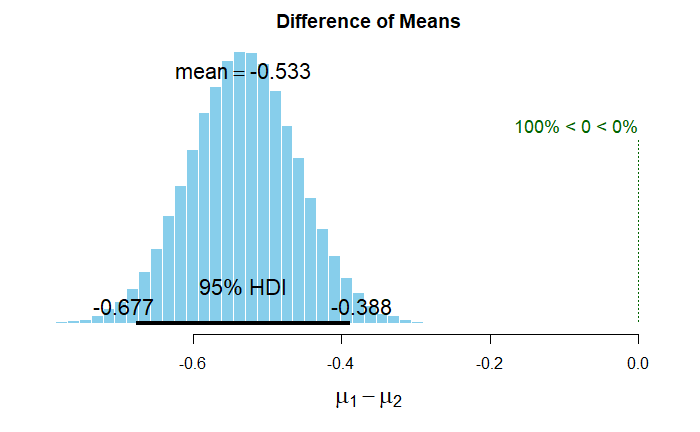 Difference of Means
mean = -0.533
100% < 0 < 0%
95% HDI
-0.677
-0.388
-0.6
-0.4
-0.2
0.0
μ1 − μ2